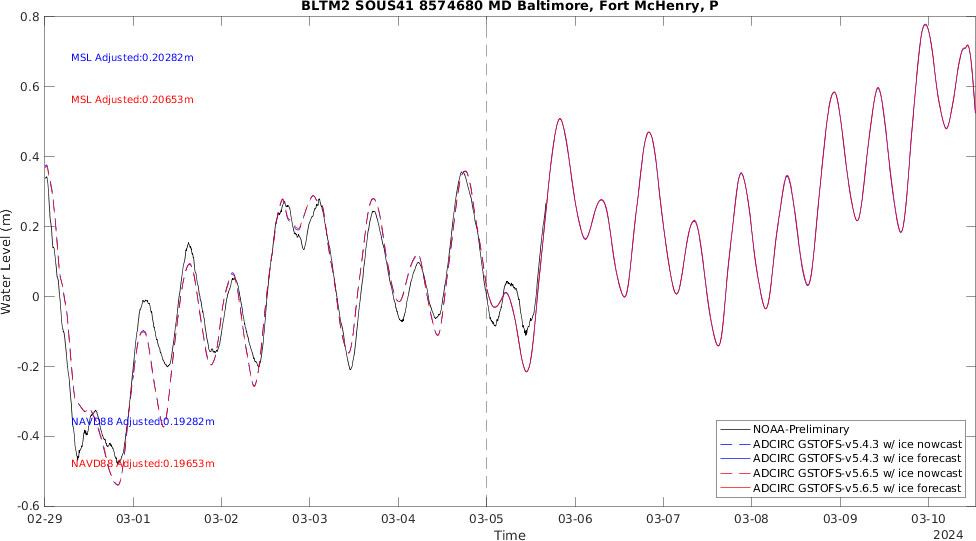 BLTM2 SOUS41 8574680 MD Baltimore, Fort McHenry, P
Water Level (m)
0.8
0.6
0.4
0.2
0
-0.2
-0.4
-0.6
MSL Adjusted:0.20282m
MSL Adjusted:0.20653m
NAVD88 Adjusted:0.19282m
NAVD88 Adjusted:0.19653m
NOAA-Preliminary
ADCIRC GSTOFS-v5.4.3 w/ ice nowcast
ADCIRC GSTOFS-v5.4.3 w/ ice forecast
ADCIRC GSTOFS-v5.6.5 w/ ice nowcast
ADCIRC GSTOFS-v5.6.5 w/ ice forecast
02-29 03-01 03-02 03-03 03-04 03-05 03-06 03-07 03-08 03-09 03-10
Time
2024